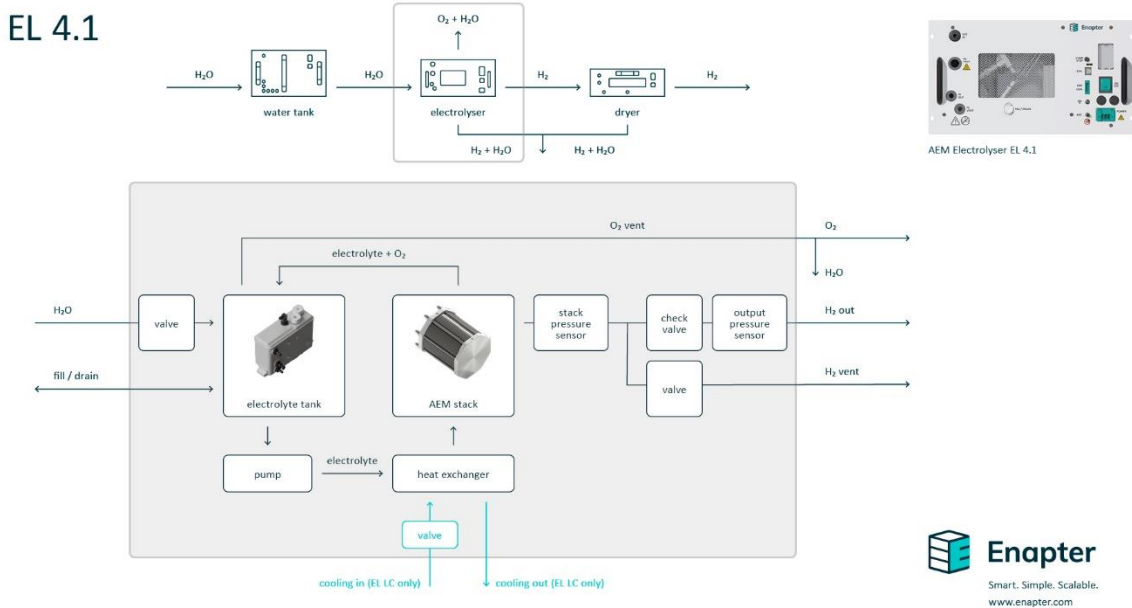 EL 4.1
O₂ + H₂O
H₂O
H₂O
H₂
H₂
water tank
electrolyser
dryer
H₂ + H₂O
H₂ + H₂O
Enapter
AEM Electrolyser EL 4.1
O₂ vent
O₂
electrolyte + O₂
H₂O
H₂O
valve
stack
pressure
sensor
check
valve
output
pressure
sensor
H₂ out
fill / drain
valve
H₂ vent
electrolyte tank
AEM stack
pump
electrolyte
heat exchanger
valve
cooling in (EL LC only)
cooling out (EL LC only)
Enapter
Smart. Simple. Scalable.
www.enapter.com